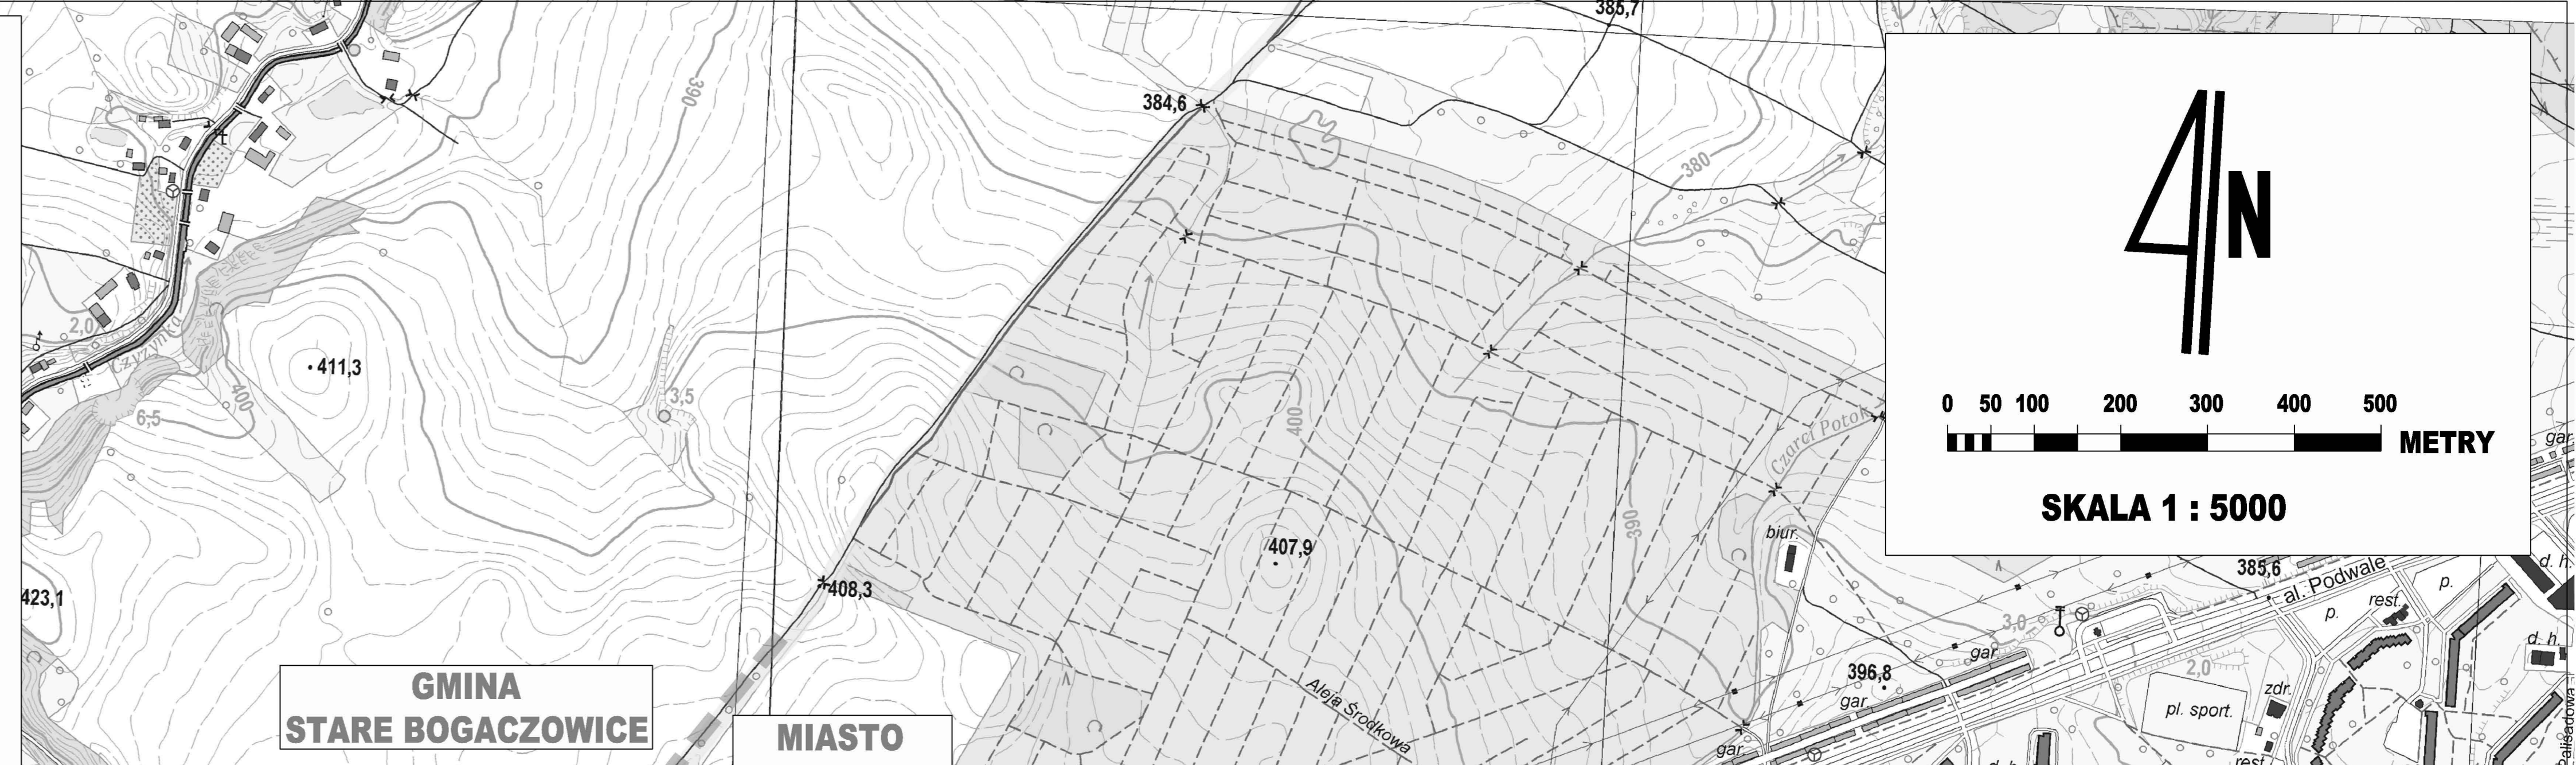 385,7
384,6
390
380
N
0 50 100 200 300 400 500
METRY
SKALA 1 : 5000
2,0
Czyżynka
411,3
400
6,5
3,5
400
Czarci Potok
gar.
407,9
390
biur.
423,1
408,3
385,6
al. Podwale
d. h.
p.
rest.
p.
3,0
gar.
396,8
gar.
2,0
d. h.
zdr.
pl. sport.
Aleja Środkowa
GMINA
STARE BOGACZOWICE
MIASTO
gar.
d. h.
rest.